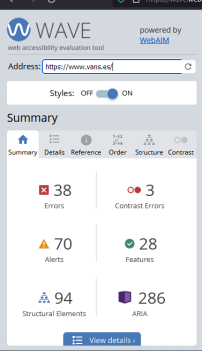 WAVE
powered by
WebAIM
web accessibility evaluation tool
Address: https://www.vans.es/
Styles: OFF ON
Summary
Summary Details Reference Order Structure Contrast
38
Errors
3
Contrast Errors
70
Alerts
28
Features
94
Structural Elements
286
ARIA
View details ›